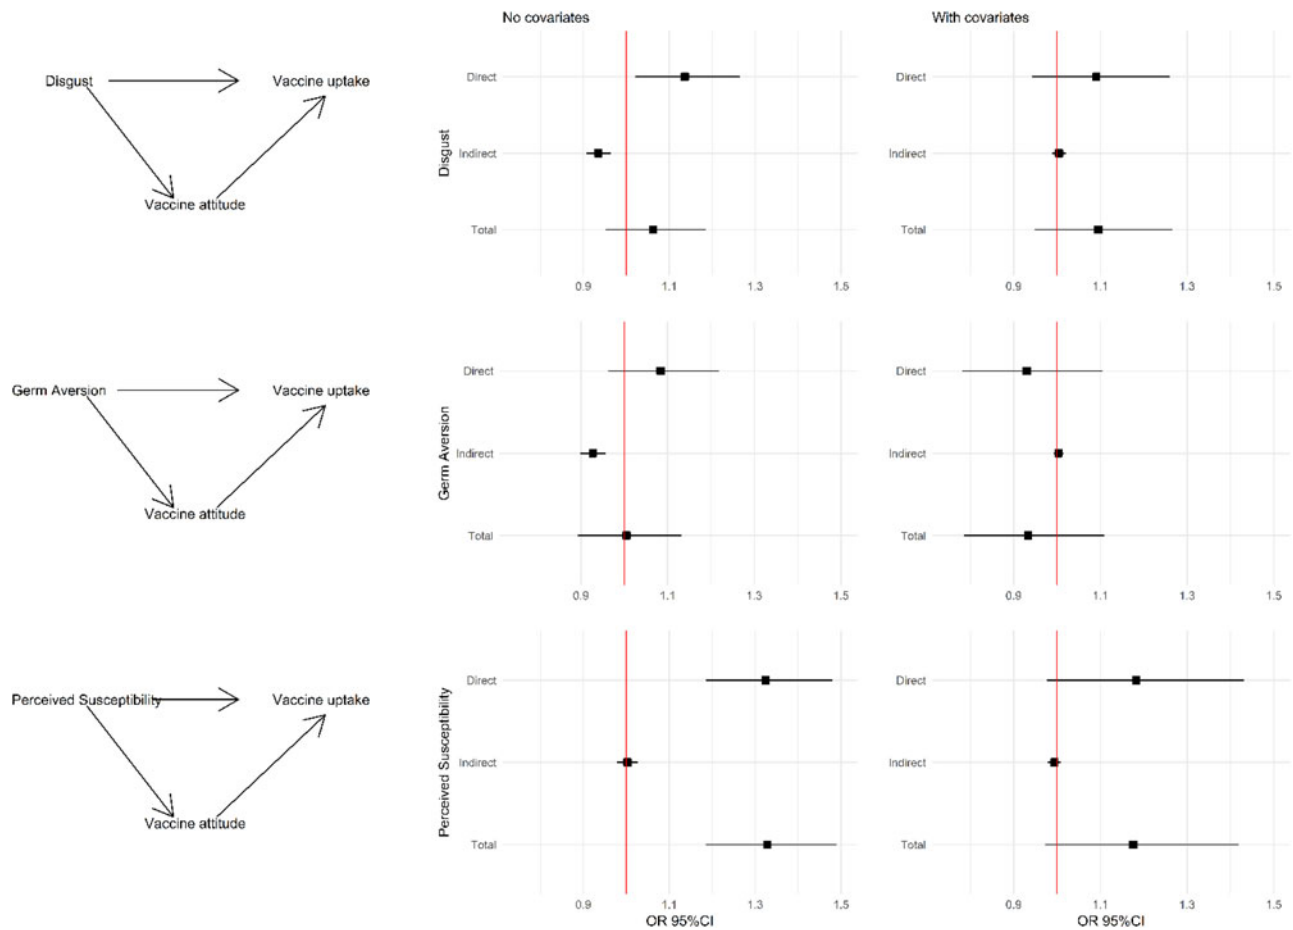 No covariates
With covariates
Disgust
Vaccine uptake
Vaccine attitude
Disgust
Direct
Indirect
Total
0.9 1.1 1.3 1.5
Direct
Indirect
Total
0.9 1.1 1.3 1.5
Germ Aversion
Vaccine uptake
Vaccine attitude
Germ Aversion
Direct
Indirect
Total
0.9 1.1 1.3 1.5
Direct
Indirect
Total
0.9 1.1 1.3 1.5
Perceived Susceptibility
Vaccine uptake
Vaccine attitude
Perceived Susceptibility
Direct
Indirect
Total
0.9 1.1 1.3 1.5
OR 95%CI
Direct
Indirect
Total
0.9 1.1 1.3 1.5
OR 95%CI